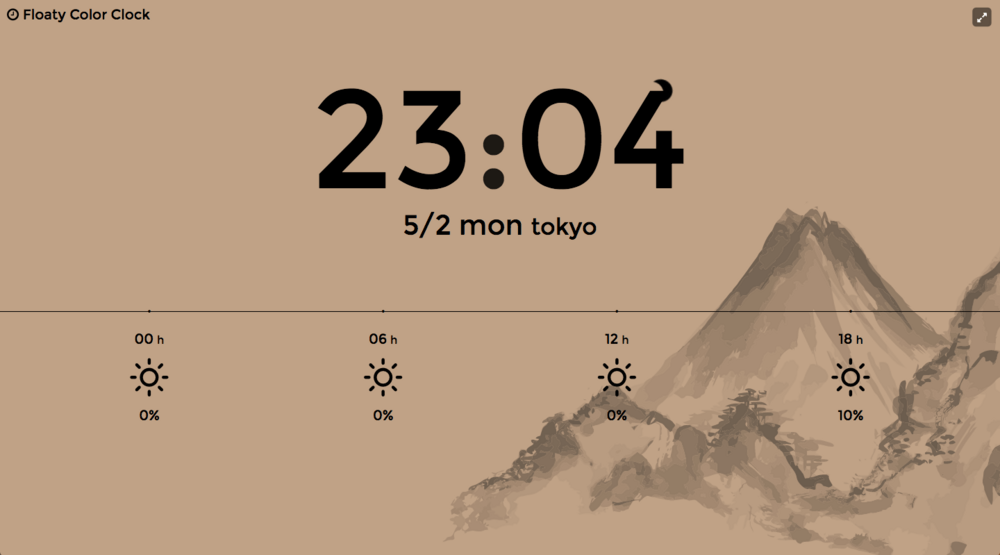 Floaty Color Clock
23:04
5/2 mon tokyo
00 h 06 h 12 h 18 h
0% 0% 0% 10%